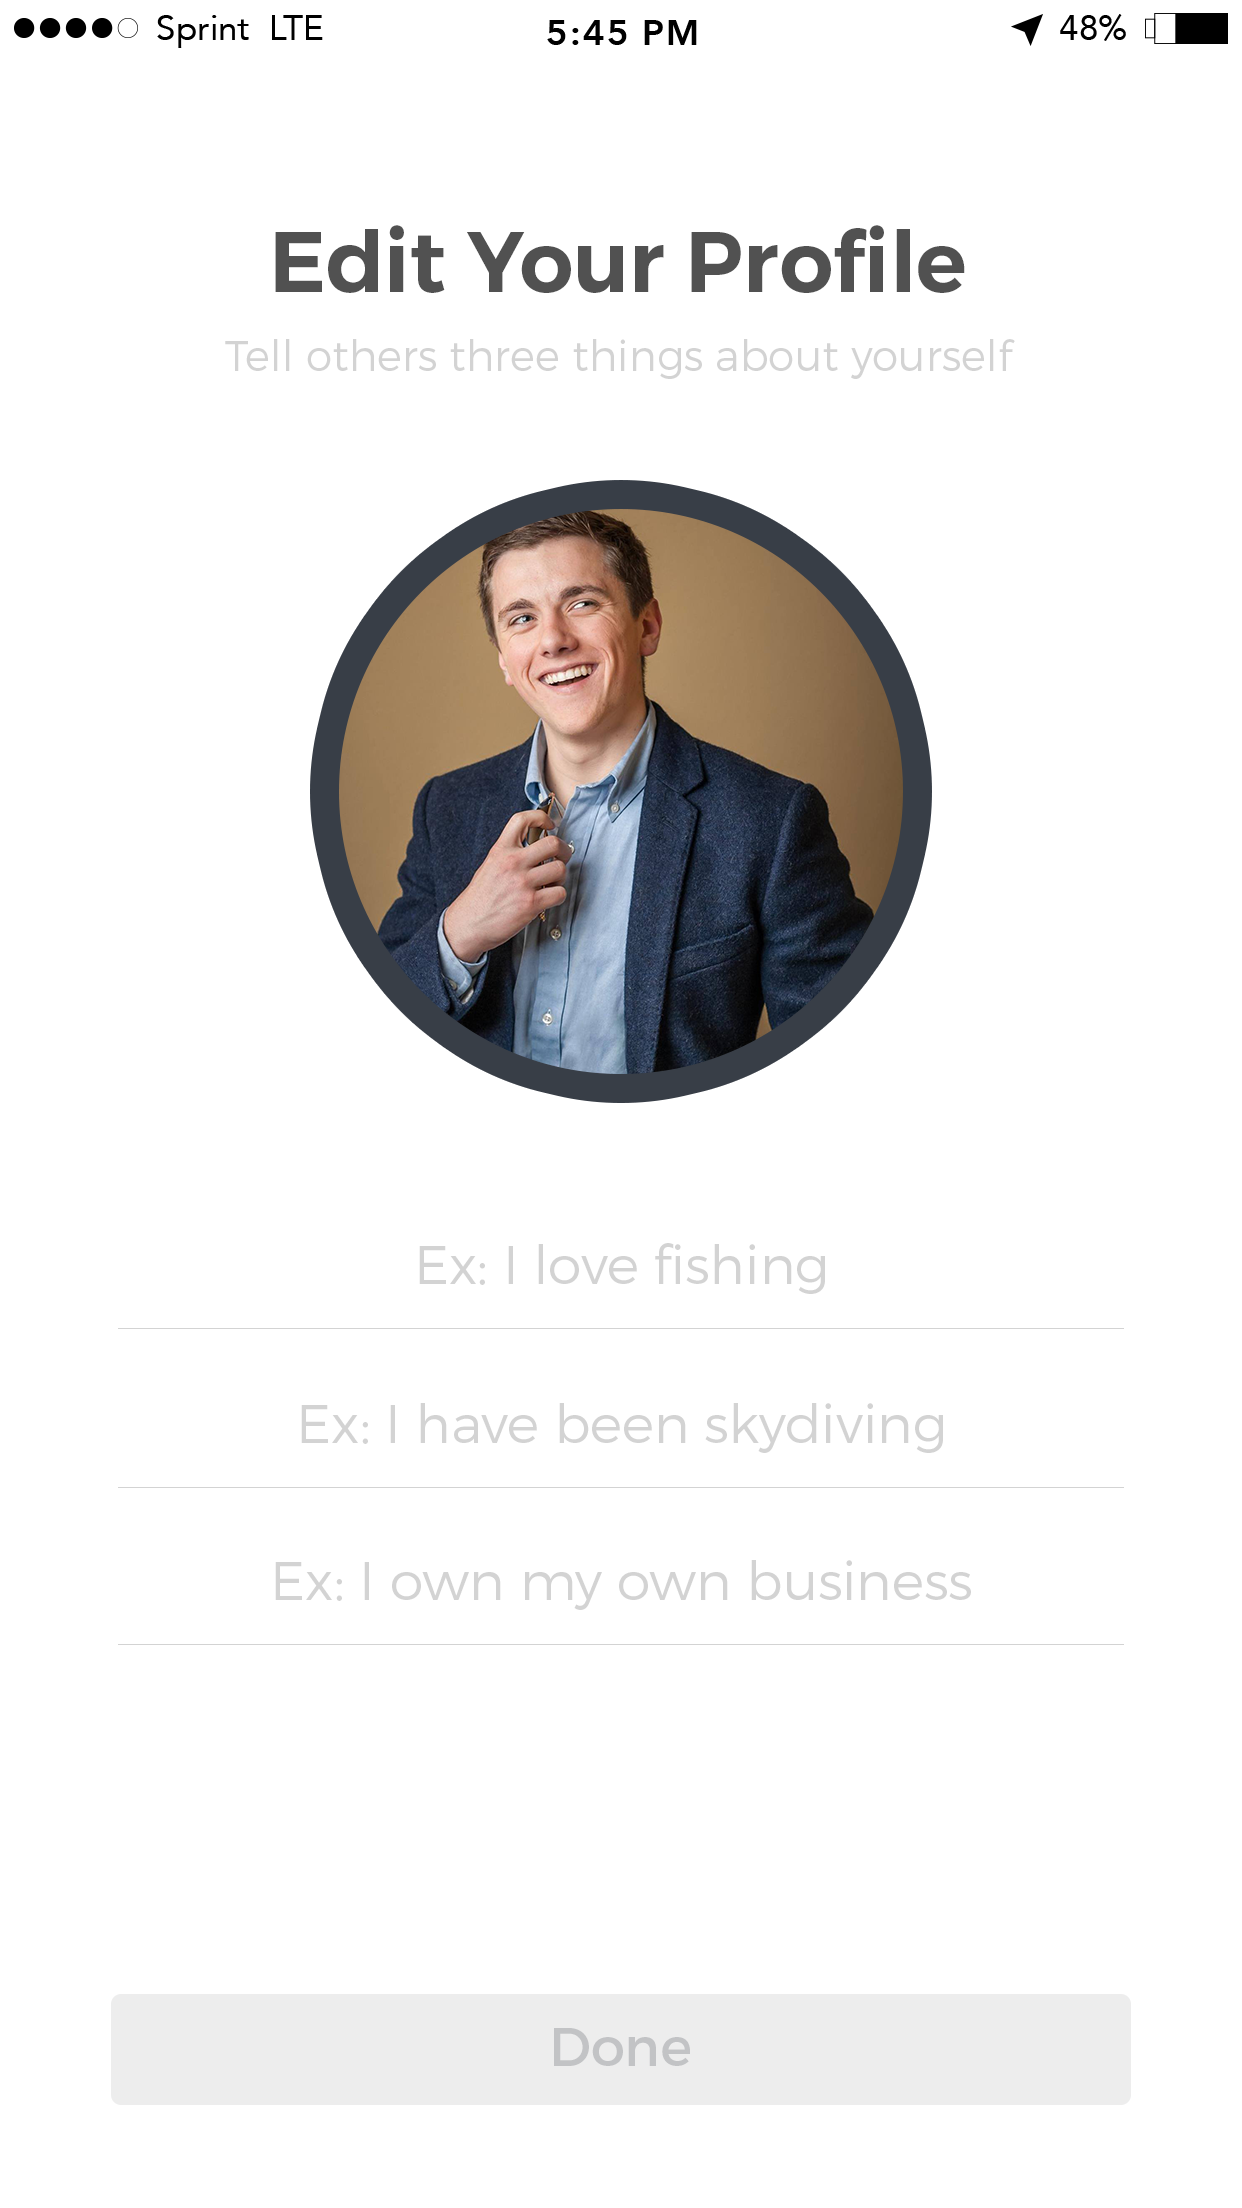 Sprint LTE 5:45 PM 48%
Edit Your Profile
Tell others three things about yourself
Ex: I love fishing
Ex: I have been skydiving
Ex: I own my own business
Done